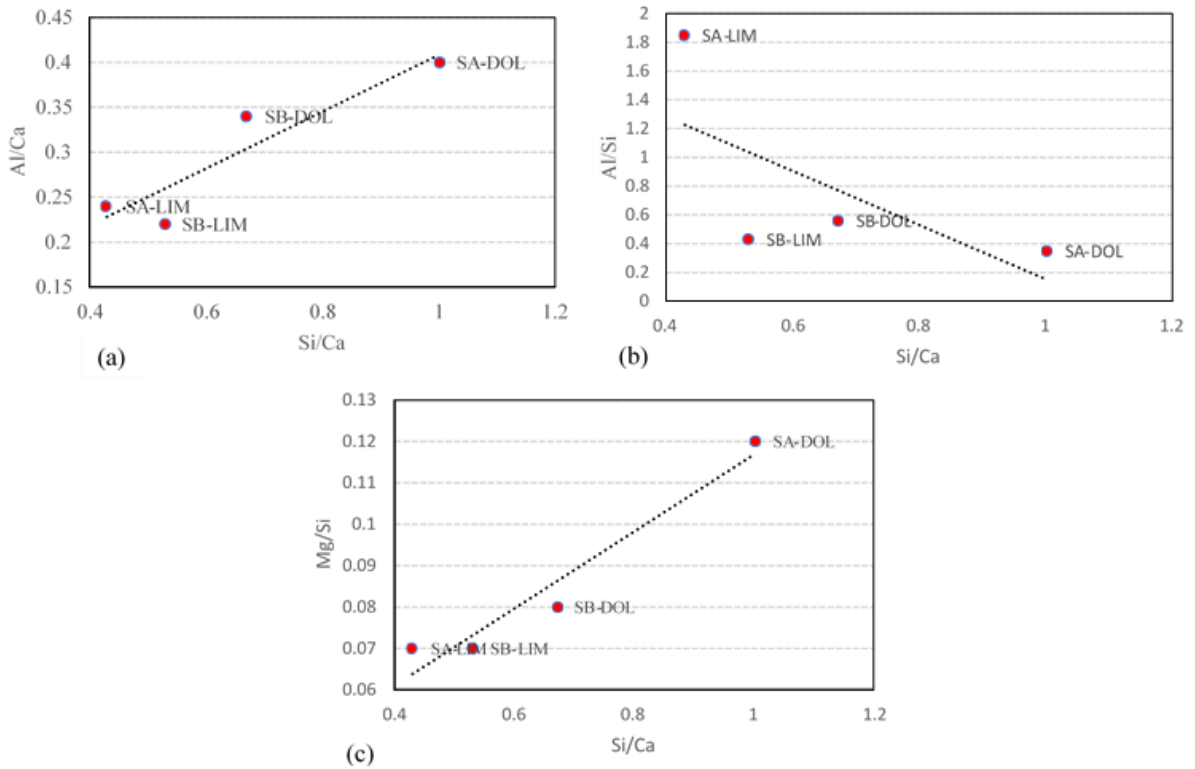 0.45
0.4
0.35
0.3
0.25
0.2
0.15
Al/Ca
SA-DOL
SB-DOL
SA-LIM
SB-LIM
0.4 0.6 0.8 1 1.2
Si/Ca
(a)
2
1.8
1.6
1.4
1.2
1
0.8
0.6
0.4
0.2
0
Al/Si
SA-LIM
SB-DOL
SB-LIM
SA-DOL
0.4 0.6 0.8 1 1.2
Si/Ca
(b)
0.13
0.12
0.11
0.1
0.09
0.08
0.07
0.06
Mg/Si
SA-DOL
SB-DOL
SA-LIM SB-LIM
0.4 0.6 0.8 1 1.2
Si/Ca
(c)